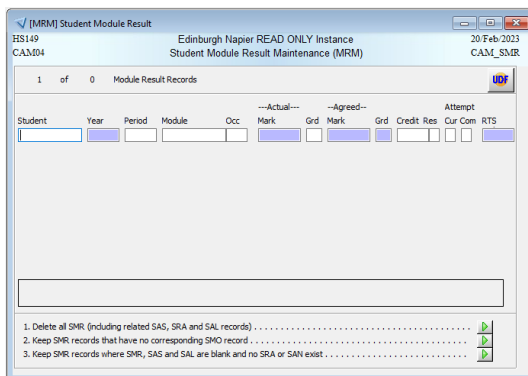 [MRM] Student Module Result
HS149 Edinburgh Napier READ ONLY Instance 20/Feb/2023
CAM04 Student Module Result Maintenance (MRM) CAM_SMR
1 of 0 Module Result Records UDF
---Actual--- --Agreed-- Attempt
Student Year Period Module Occ Mark Grd Mark Grd Credit Res Cur Com RTS
1. Delete all SMR (including related SAS, SRA and SAL records)
2. Keep SMR records that have no corresponding SMO record
3. Keep SMR records where SMR, SAS and SAL are blank and no SRA or SAN exist